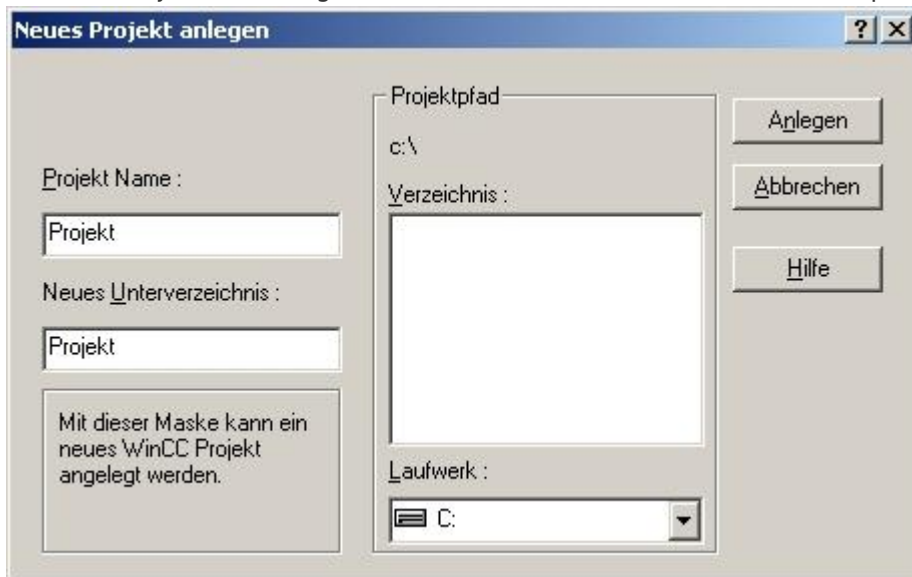 Neues Projekt anlegen
Projekt Name :
Projekt
Neues Unterverzeichnis :
Projekt
Mit dieser Maske kann ein
neues WinCC Projekt
angelegt werden.
Projektpfad
c:\
Verzeichnis :
Laufwerk :
C:
Anlegen
Abbrechen
Hilfe